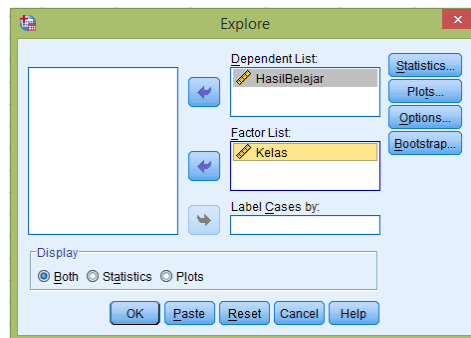 Explore
Dependent List:
HasilBelajar
Factor List:
Kelas
Label Cases by:
Statistics...
Plots...
Options...
Bootstrap...
Display
Both Statistics Plots
OK Paste Reset Cancel Help